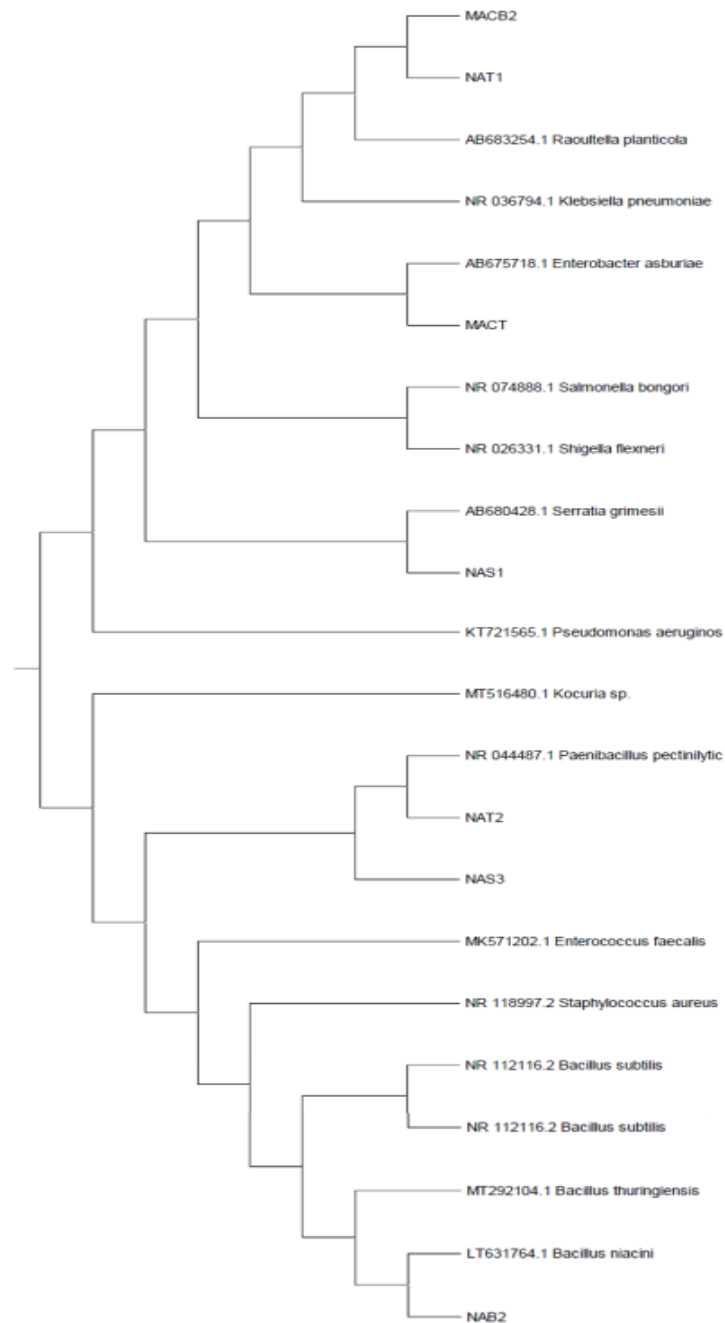 MACB2
NAT1
AB683254.1 Raoultella planticola
NR 036794.1 Klebsiella pneumoniae
AB675718.1 Enterobacter asburiae
MACT
NR 074888.1 Salmonella bongori
NR 026331.1 Shigella flexneri
AB680428.1 Serratia grimesii
NAS1
KT721565.1 Pseudomonas aeruginos
MT516480.1 Kocuria sp.
NR 044487.1 Paenibacillus pectinilytic
NAT2
NAS3
MK571202.1 Enterococcus faecalis
NR 118997.2 Staphylococcus aureus
NR 112116.2 Bacillus subtilis
NR 112116.2 Bacillus subtilis
MT292104.1 Bacillus thuringiensis
LT631764.1 Bacillus niacini
NAB2